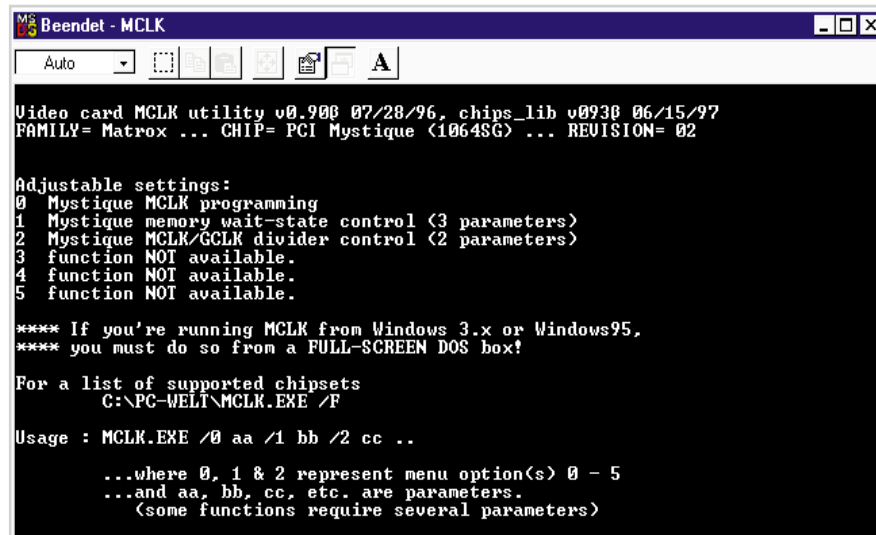 Beendet - MCLK
Auto
A
Video card MCLK utility v0.90β 07/28/96, chips_lib v093β 06/15/97
FAMILY= Matrox ... CHIP= PCI Mystique (1064SG) ... REVISION= 02
Adjustable settings:
0 Mystique MCLK programming
1 Mystique memory wait-state control (3 parameters)
2 Mystique MCLK/GCLK divider control (2 parameters)
3 function NOT available.
4 function NOT available.
5 function NOT available.
**** If you're running MCLK from Windows 3.x or Windows95,
**** you must do so from a FULL-SCREEN DOS box!
For a list of supported chipsets
C:\PC-WELT\MCLK.EXE /F
Usage : MCLK.EXE /0 aa /1 bb /2 cc ..
...where 0, 1 & 2 represent menu option(s) 0 - 5
...and aa, bb, cc, etc. are parameters.
(some functions require several parameters)